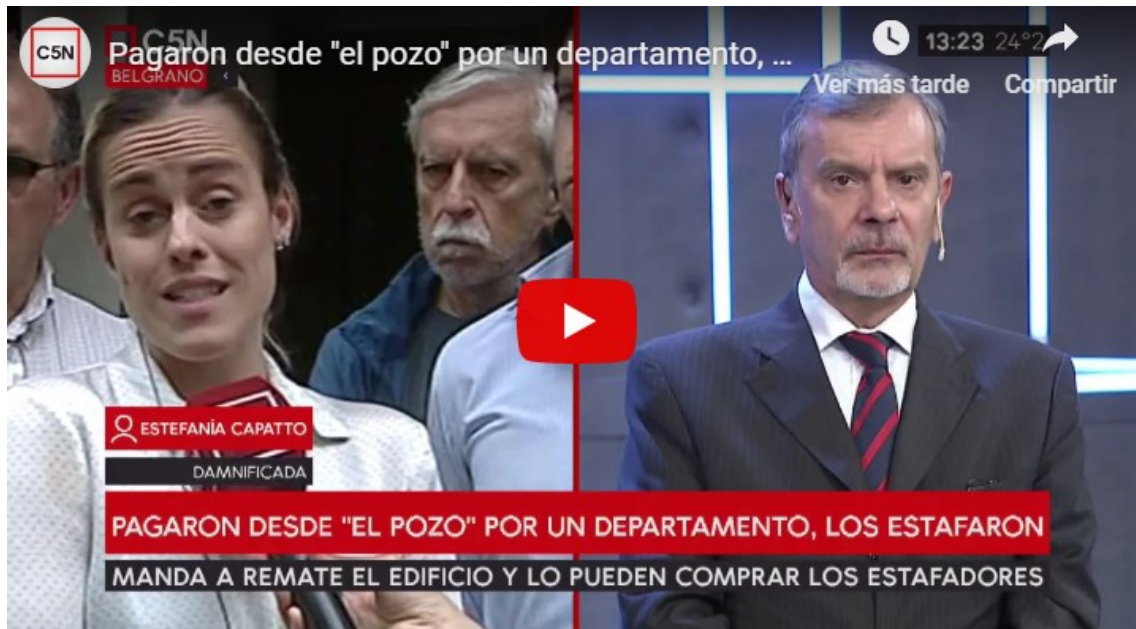 C5N
Pagaron desde "el pozo" por un departamento, ...
C5N
BELGRANO
13:23 24°2
Ver más tarde
Compartir
ESTEFANÍA CAPATTO
DAMNIFICADA
PAGARON DESDE "EL POZO" POR UN DEPARTAMENTO, LOS ESTAFARON
MANDA A REMATE EL EDIFICIO Y LO PUEDEN COMPRAR LOS ESTAFADORES